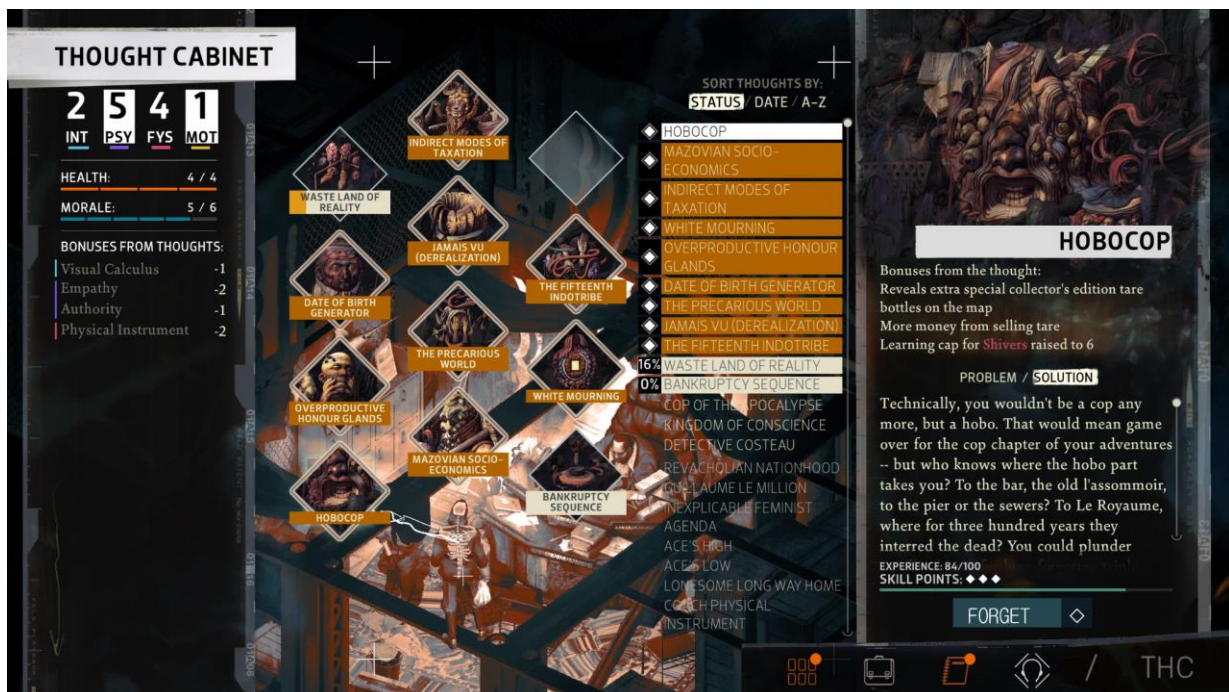 THOUGHT CABINET
2 5 4 1
INT PSY FYS MOT
HEALTH: 4 / 4
MORALE: 5 / 6
BONUSES FROM THOUGHTS:
Visual Calculus -1
Empathy -2
Authority -1
Physical Instrument -2
INDIRECT MODES OF
TAXATION
WASTE LAND OF
REALITY
JAMAIS VU
(DEREALIZATION)
THE FIFTEENTH
INDOTRIBE
DATE OF BIRTH
GENERATOR
THE PRECARIOUS
WORLD
WHITE MOURNING
OVERPRODUCTIVE
HONOUR GLANDS
MAZOVIAN SOCIO-
ECONOMICS
BANKRUPTCY
SEQUENCE
HOBOCOP
SORT THOUGHTS BY:
STATUS / DATE / A-Z
HOBOCOP
MAZOVIAN SOCIO-
ECONOMICS
INDIRECT MODES OF
TAXATION
WHITE MOURNING
OVERPRODUCTIVE HONOUR
GLANDS
DATE OF BIRTH GENERATOR
THE PRECARIOUS WORLD
JAMAIS VU (DEREALIZATION)
THE FIFTEENTH INDOTRIBE
16% WASTE LAND OF REALITY
0% BANKRUPTCY SEQUENCE
COP OF THE APOCALYPSE
KINGDOM OF CONSCIENCE
DETECTIVE COSTEAU
REVACHOLIAN NATIONHOOD
GUILLAUME LE MILLION
INEXPLICABLE FEMINIST
AGENDA
ACE'S HIGH
ACE'S LOW
LONESOME LONG WAY HOME
COACH PHYSICAL
INSTRUMENT
HOBOCOP
Bonuses from the thought:
Reveals extra special collector's edition tare
bottles on the map
More money from selling tare
Learning cap for Shivers raised to 6
PROBLEM / SOLUTION
Technically, you wouldn't be a cop any
more, but a hobo. That would mean game
over for the cop chapter of your adventures
-- but who knows where the hobo part
takes you? To the bar, the old l'assommoir,
to the pier or the sewers? To Le Royaume,
where for three hundred years they
interred the dead? You could plunder
EXPERIENCE: 84/100
SKILL POINTS:
FORGET
/ THC